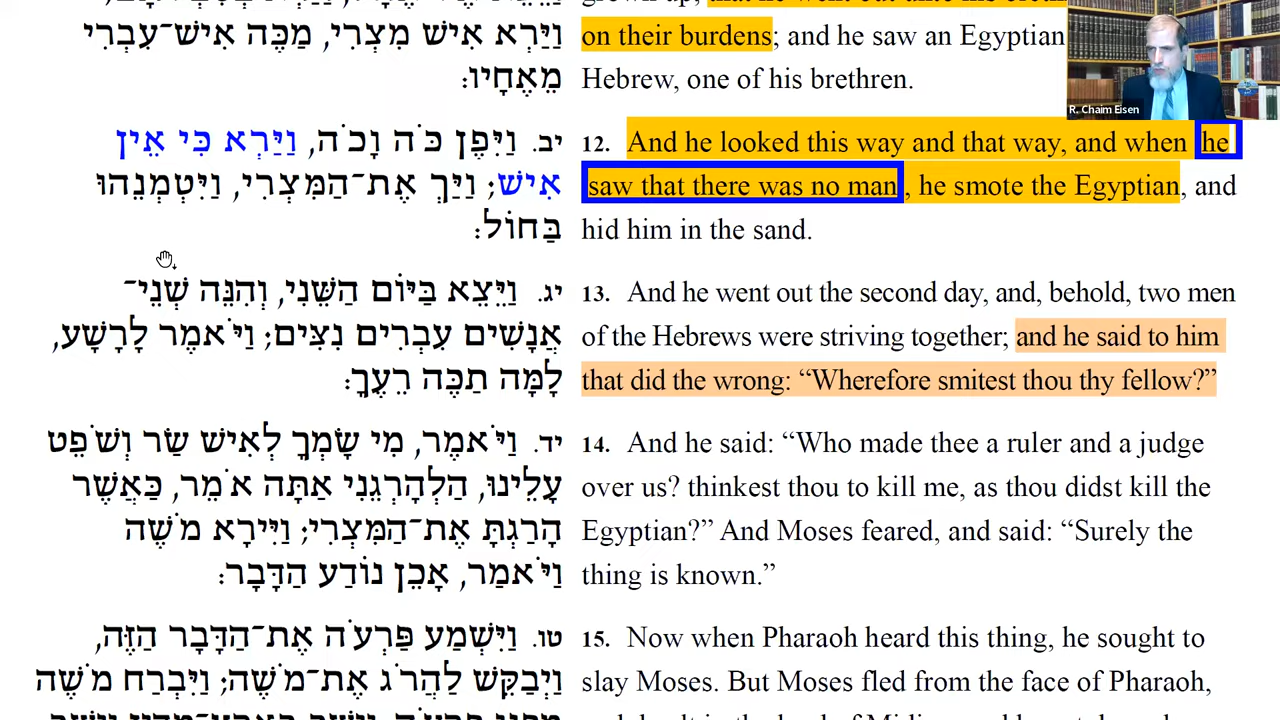 וַיַּרְא אִישׁ מִצְרִי, מַכֶּה אִישׁ־עִבְרִי
מֵאֶחָיו׃
יב. וַיִּפֶן כֹּה וָכֹה, וַיַּרְא כִּי אֵין
אִישׁ; וַיַּךְ אֶת־הַמִּצְרִי, וַיִּטְמְנֵהוּ
בַּחוֹל׃
יג. וַיֵּצֵא בַּיּוֹם הַשֵּׁנִי, וְהִנֵּה שְׁנֵי־
אֲנָשִׁים עִבְרִים נִצִּים; וַיֹּאמֶר לָרָשָׁע,
לָמָּה תַכֶּה רֵעֶךָ׃
יד. וַיֹּאמֶר, מִי שָׂמְךָ לְאִישׁ שַׂר וְשֹׁפֵט
עָלֵינוּ, הַלְהָרְגֵנִי אַתָּה אֹמֵר, כַּאֲשֶׁר
הָרַגְתָּ אֶת־הַמִּצְרִי; וַיִּירָא מֹשֶׁה
וַיֹּאמַר, אָכֵן נוֹדַע הַדָּבָר׃
טו. וַיִּשְׁמַע פַּרְעֹה אֶת־הַדָּבָר הַזֶּה,
וַיְבַקֵּשׁ לַהֲרֹג אֶת־מֹשֶׁה; וַיִּבְרַח מֹשֶׁה
on their burdens; and he saw an Egyptian
Hebrew, one of his brethren.
12. And he looked this way and that way, and when he
saw that there was no man, he smote the Egyptian, and
hid him in the sand.
13. And he went out the second day, and, behold, two men
of the Hebrews were striving together; and he said to him
that did the wrong: “Wherefore smitest thou thy fellow?”
14. And he said: “Who made thee a ruler and a judge
over us? thinkest thou to kill me, as thou didst kill the
Egyptian?” And Moses feared, and said: “Surely the
thing is known.”
15. Now when Pharaoh heard this thing, he sought to
slay Moses. But Moses fled from the face of Pharaoh,
R. Chaim Eisen